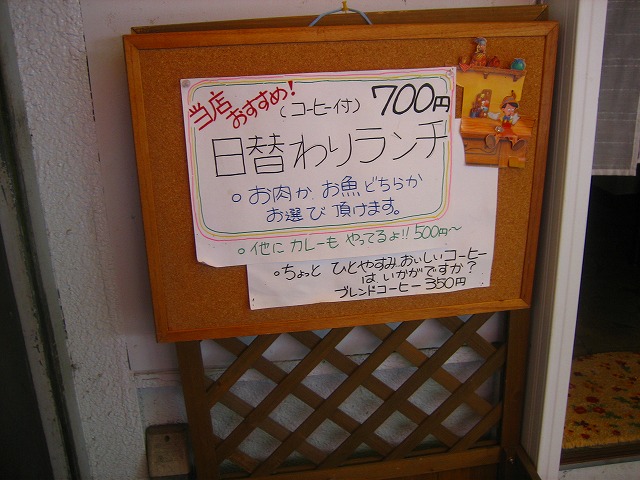 当店おすすめ!
(コーヒー付) 700円
日替わりランチ
。お肉か お魚どちらか
お選び頂けます。
。他に カレーも やってるよ!! 500円〜
。ちょっと ひとやすみ おいしいコーヒー
は いかがですか?
ブレンドコーヒー 350円